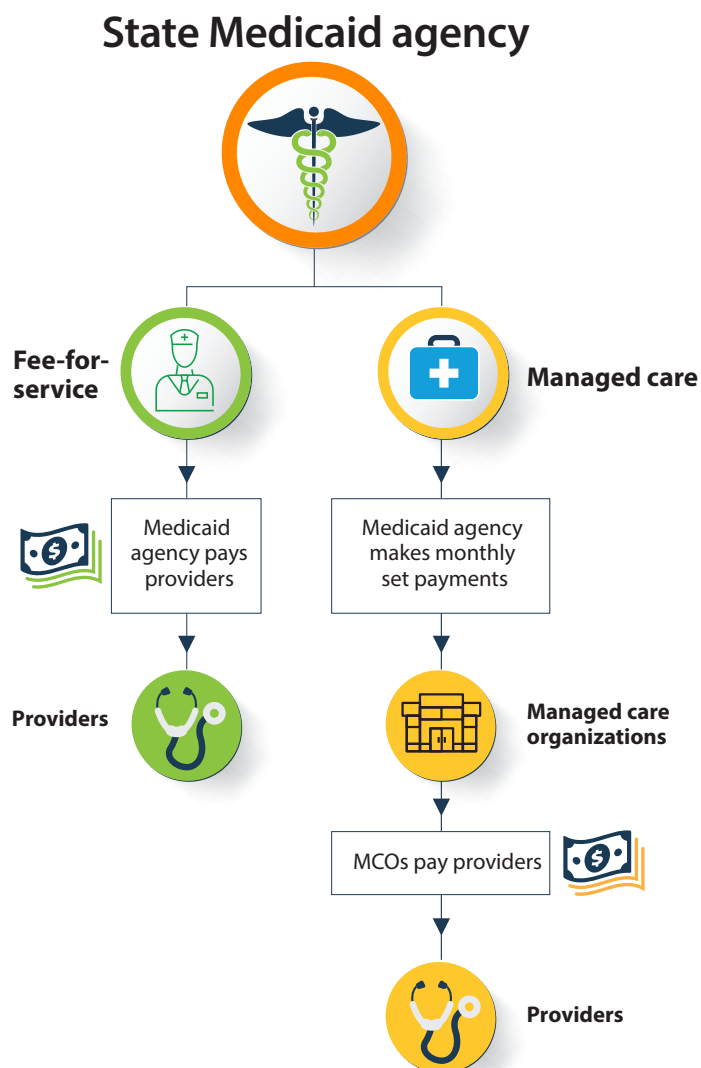 State Medicaid agency
Fee-for-
service
Managed care
Medicaid
agency pays
providers
Medicaid agency
makes monthly
set payments
Providers
Managed care
organizations
MCOs pay providers
Providers